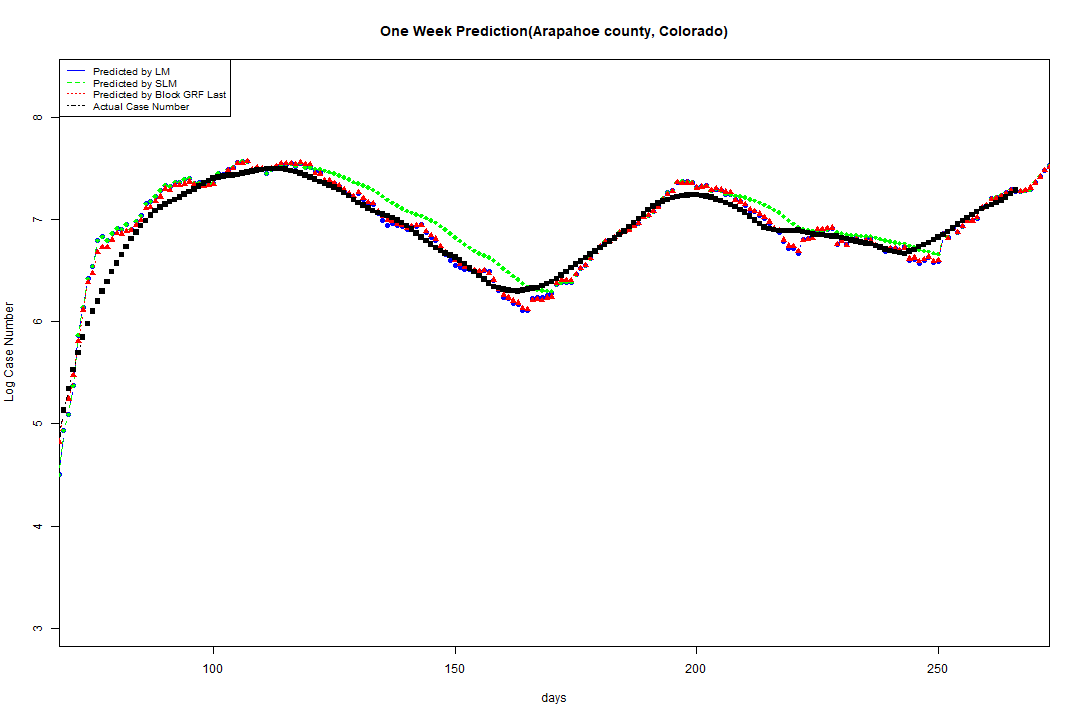 One Week Prediction(Arapahoe county, Colorado)
Predicted by LM
Predicted by SLM
Predicted by Block GRF Last
Actual Case Number
8
7
6
5
4
3
Log Case Number
100 150 200 250
days